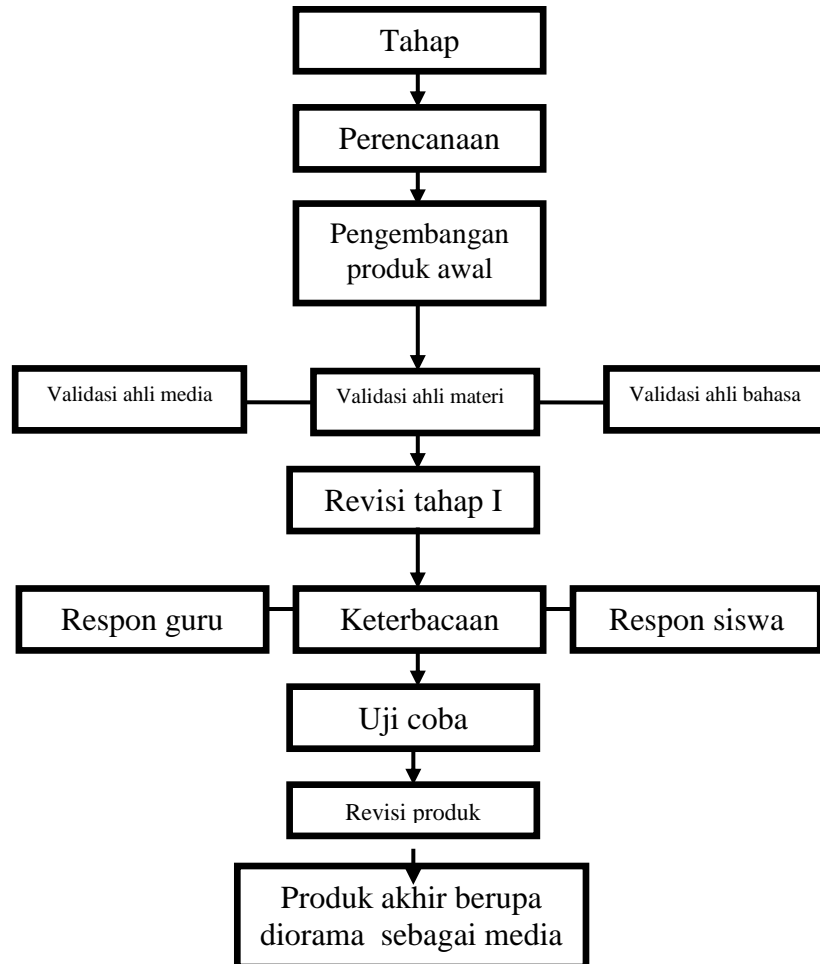 Tahap
Perencanaan
Pengembangan
produk awal
Validasi ahli media
Validasi ahli materi
Validasi ahli bahasa
Revisi tahap I
Respon guru
Keterbacaan
Respon siswa
Uji coba
Revisi produk
Produk akhir berupa
diorama sebagai media